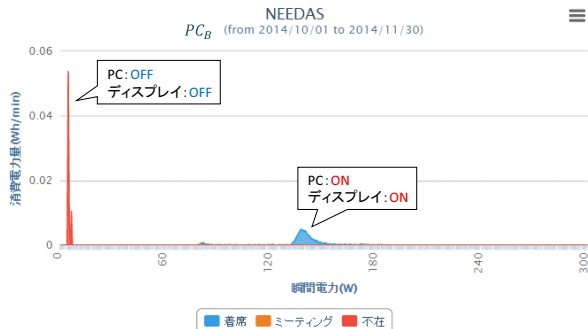 NEEDAS
PC_B (from 2014/10/01 to 2014/11/30)
消費電力量(Wh/min)
0.06
0.04
0.02
0
PC:OFF
ディスプレイ:OFF
PC:ON
ディスプレイ:ON
0 60 120 180 240 300
瞬間電力(W)
着席 ミーティング 不在